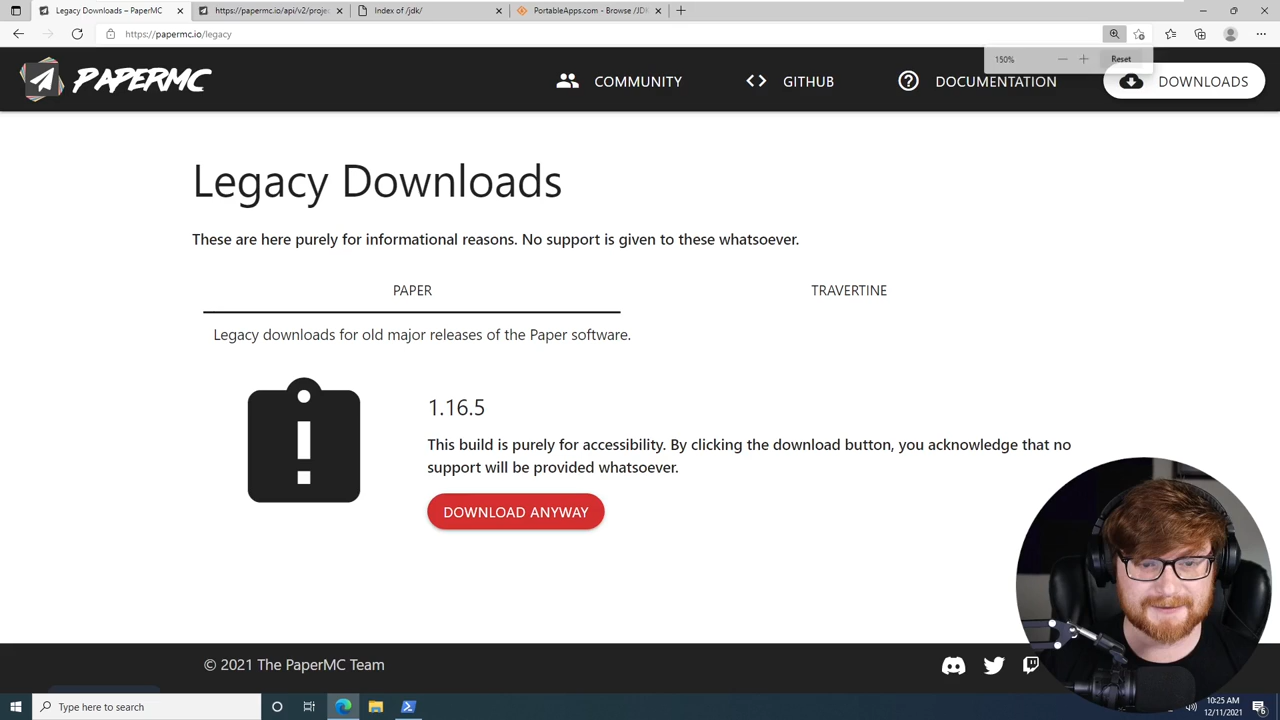 Legacy Downloads – PaperMC
https://papermc.io/api/v2/projec
Index of /jdk/
PortableApps.com - Browse /JDK
https://papermc.io/legacy
150%
Reset
PAPERMC
COMMUNITY
GITHUB
DOCUMENTATION
DOWNLOADS
Legacy Downloads
These are here purely for informational reasons. No support is given to these whatsoever.
PAPER
TRAVERTINE
Legacy downloads for old major releases of the Paper software.
1.16.5
This build is purely for accessibility. By clicking the download button, you acknowledge that no
support will be provided whatsoever.
DOWNLOAD ANYWAY
© 2021 The PaperMC Team
Type here to search
10:25 AM
12/11/2021
6